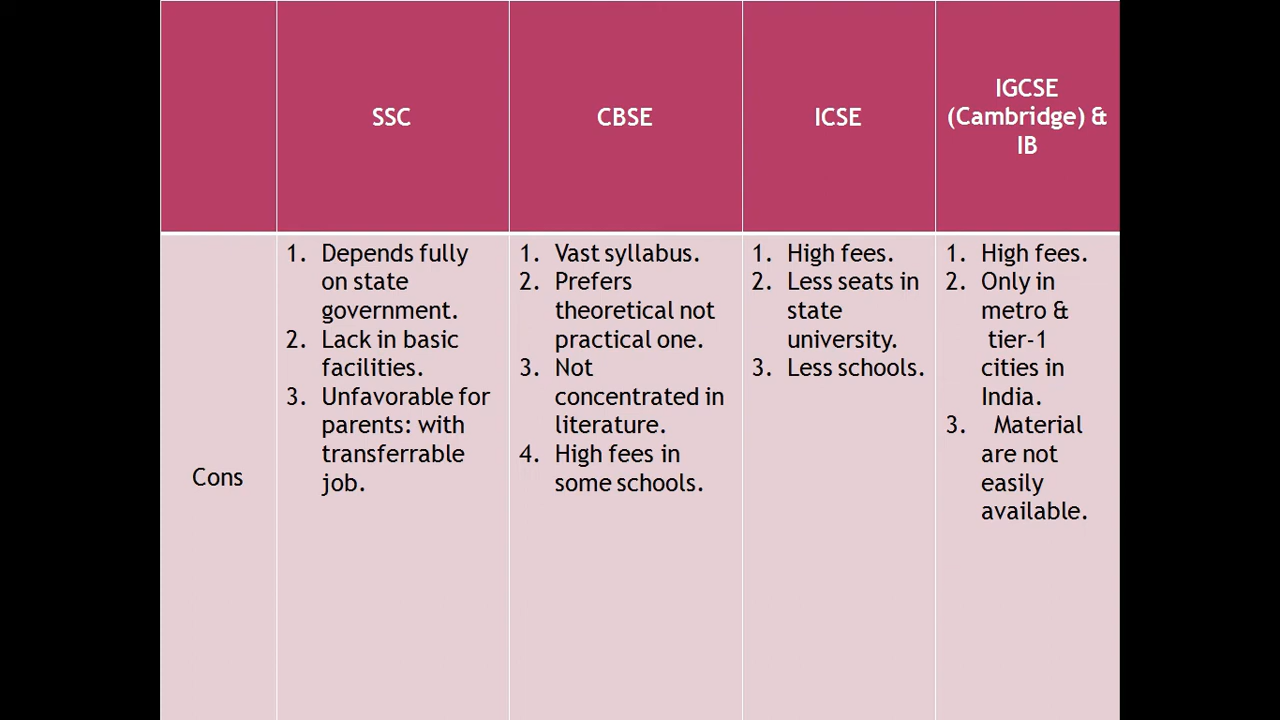 SSC
CBSE
ICSE
IGCSE
(Cambridge) &
IB
Cons
1. Depends fully
on state
government.
2. Lack in basic
facilities.
3. Unfavorable for
parents: with
transferrable
job.
1. Vast syllabus.
2. Prefers
theoretical not
practical one.
3. Not
concentrated in
literature.
4. High fees in
some schools.
1. High fees.
2. Less seats in
state
university.
3. Less schools.
1. High fees.
2. Only in
metro &
tier-1
cities in
India.
3. Material
are not
easily
available.